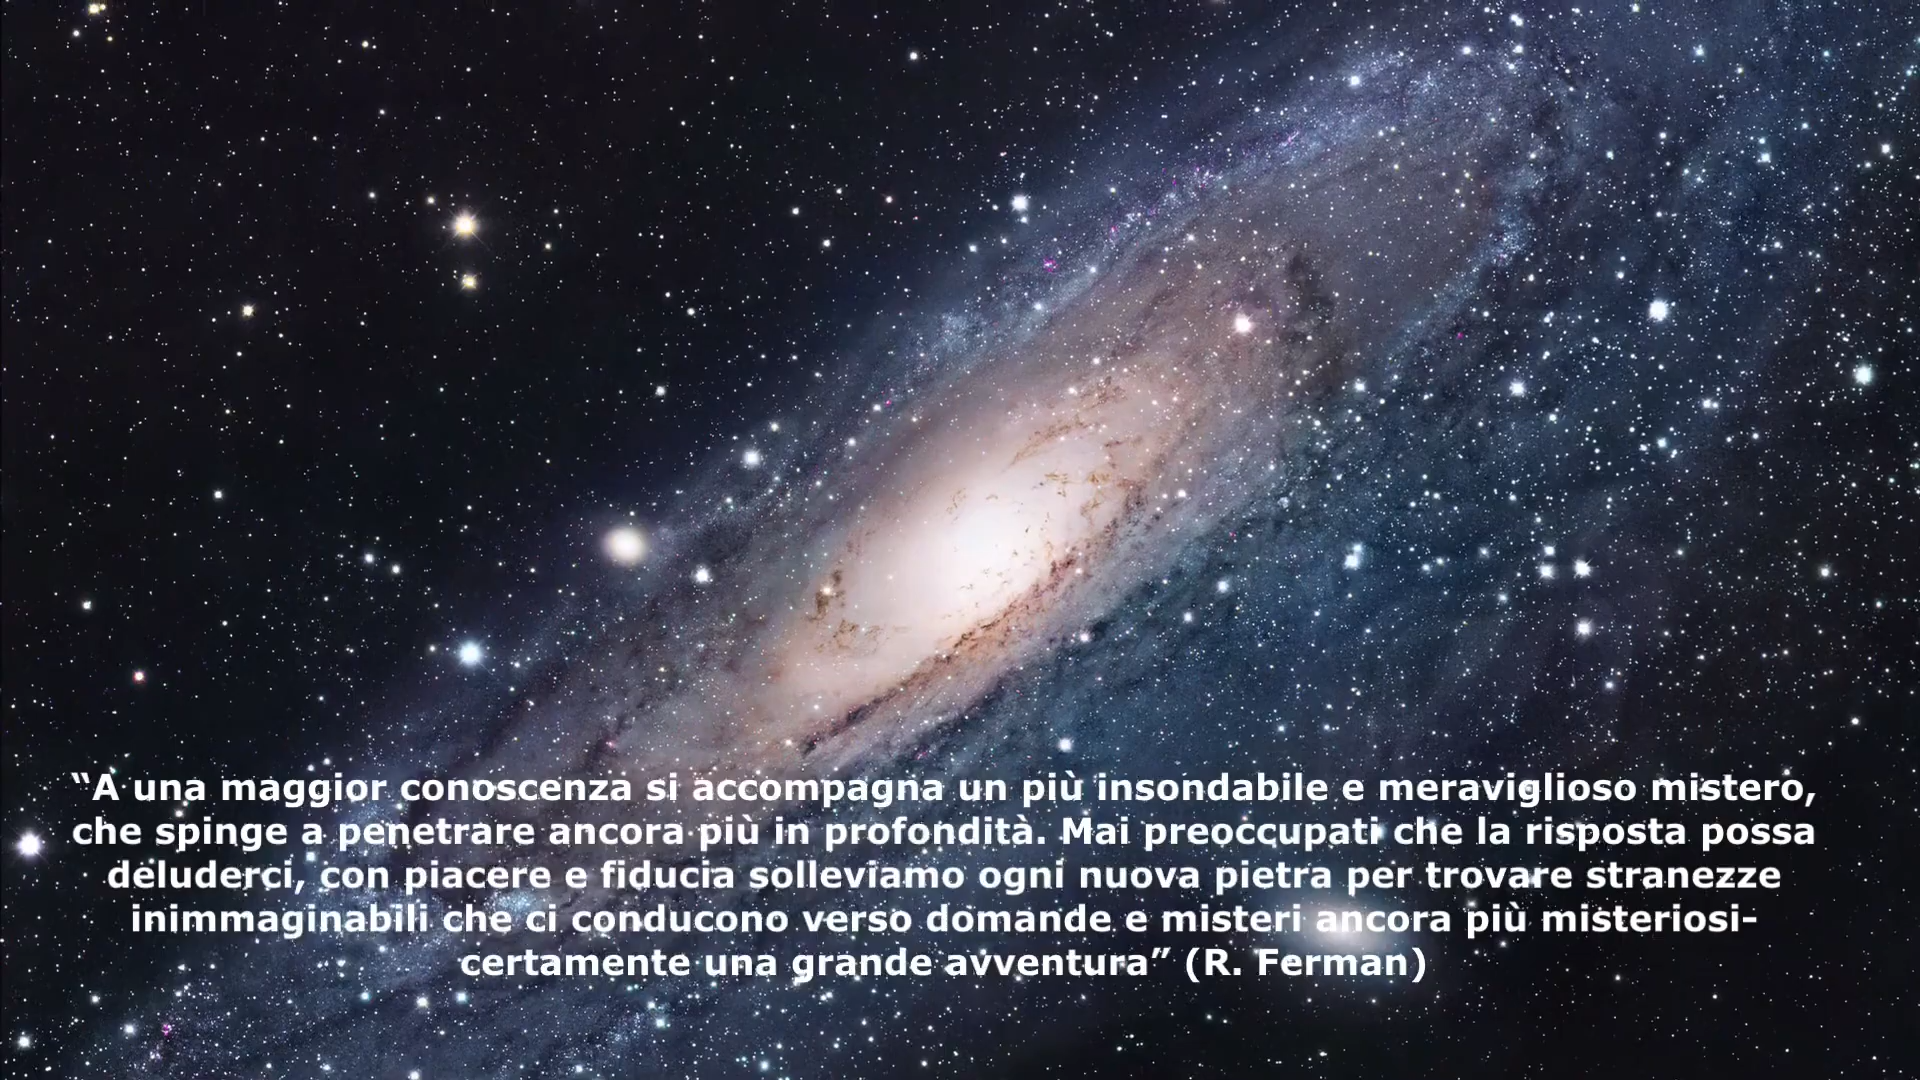 “A una maggior conoscenza si accompagna un più insondabile e meraviglioso mistero,
che spinge a penetrare ancora più in profondità. Mai preoccupati che la risposta possa
deluderci, con piacere e fiducia solleviamo ogni nuova pietra per trovare stranezze
inimmaginabili che ci conducono verso domande e misteri ancora più misteriosi-
certamente una grande avventura” (R. Ferman)